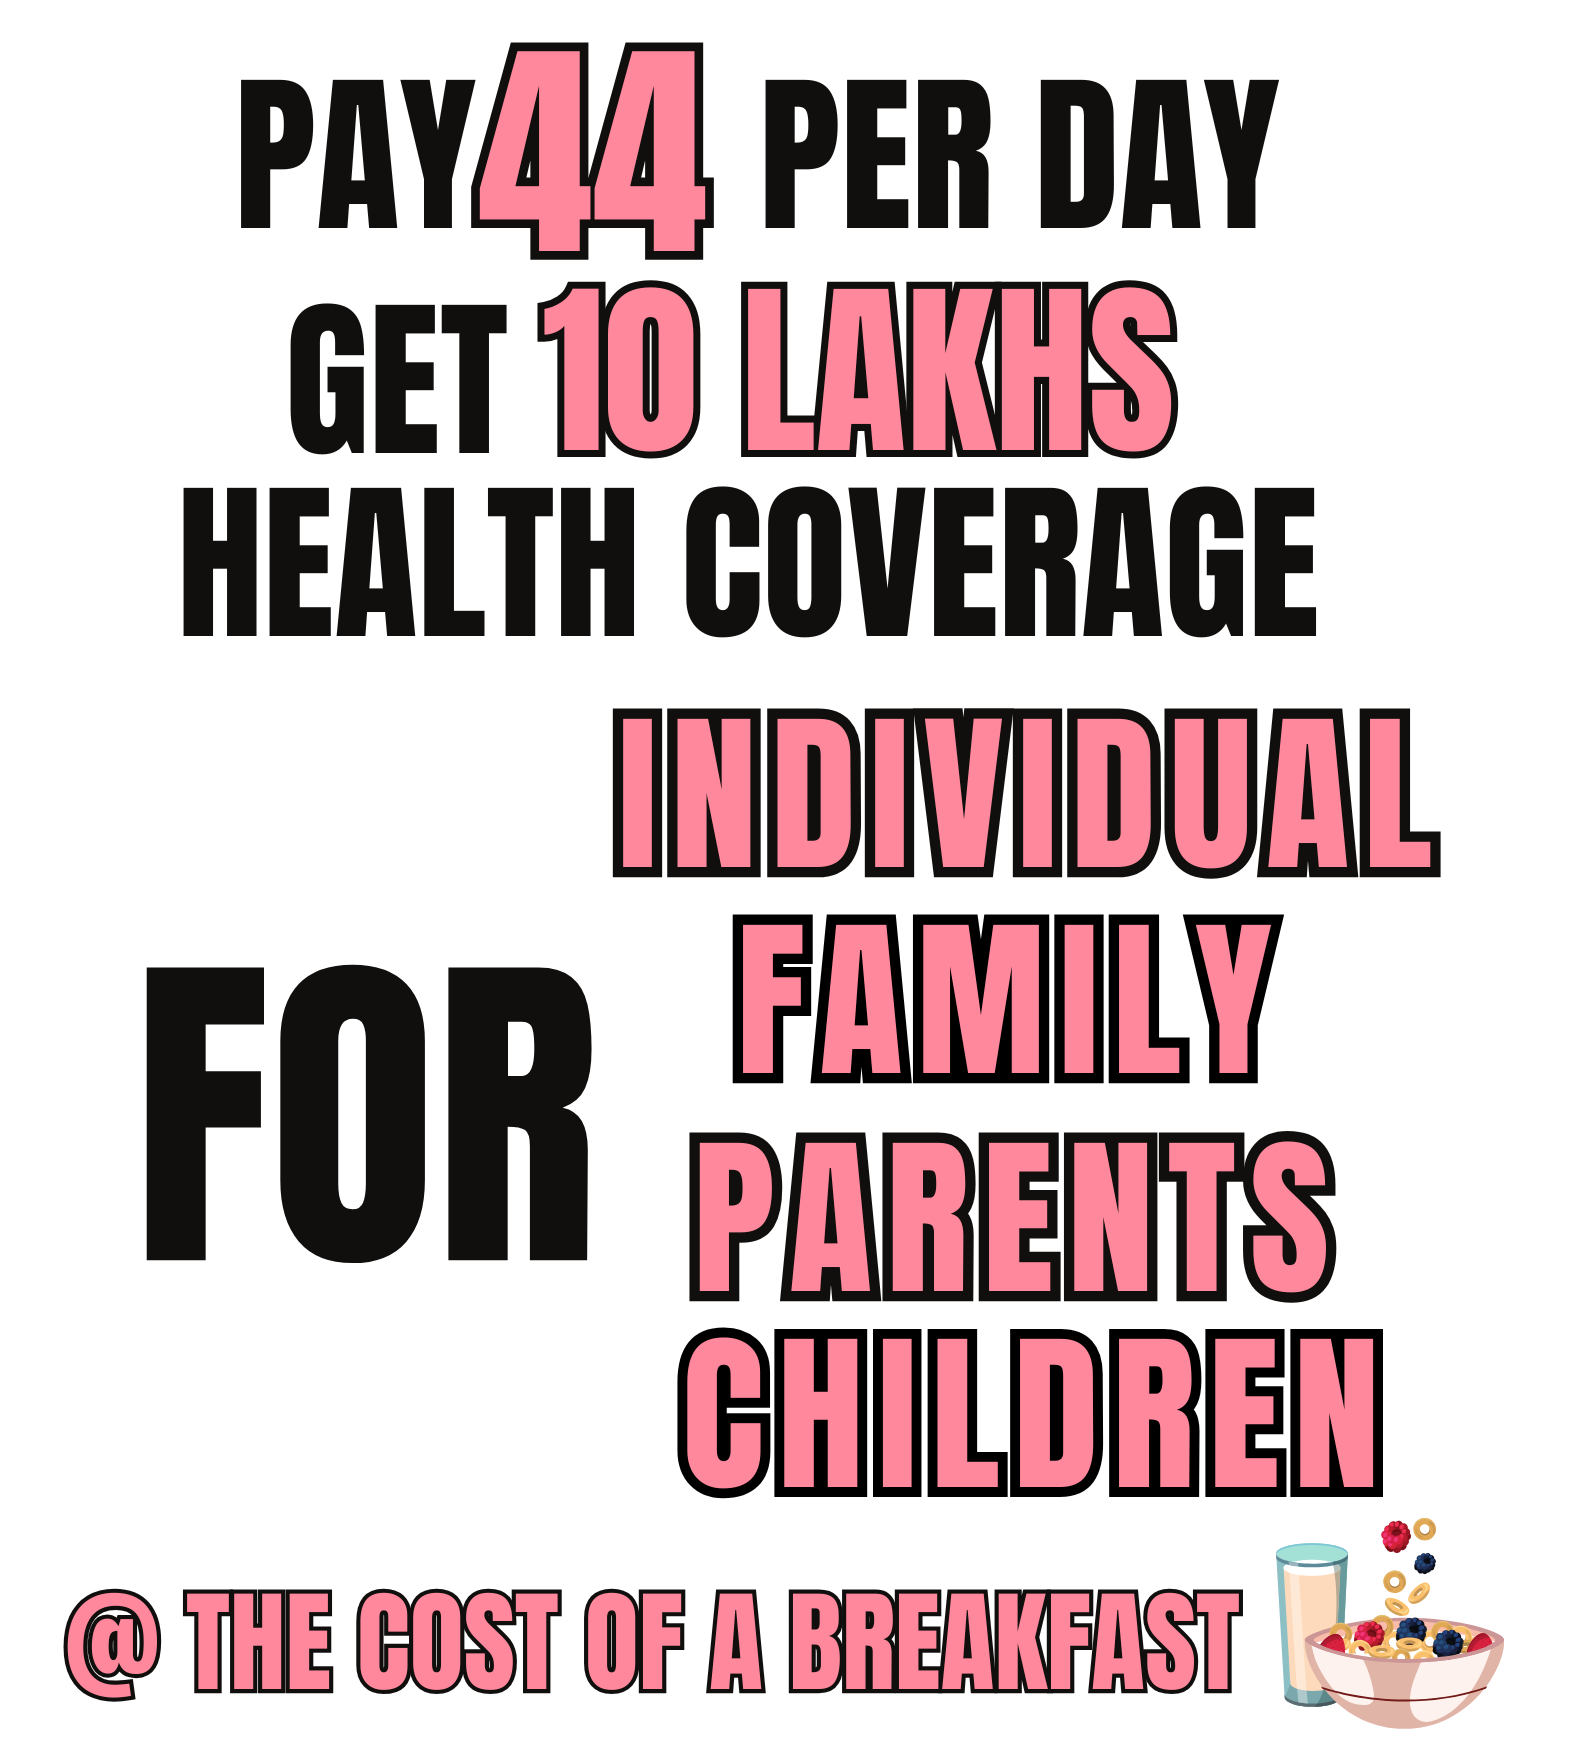 PAY44 PER DAY
GET 10 LAKHS
HEALTH COVERAGE
FOR
INDIVIDUAL
FAMILY
PARENTS
CHILDREN
@ THE COST OF A BREAKFAST